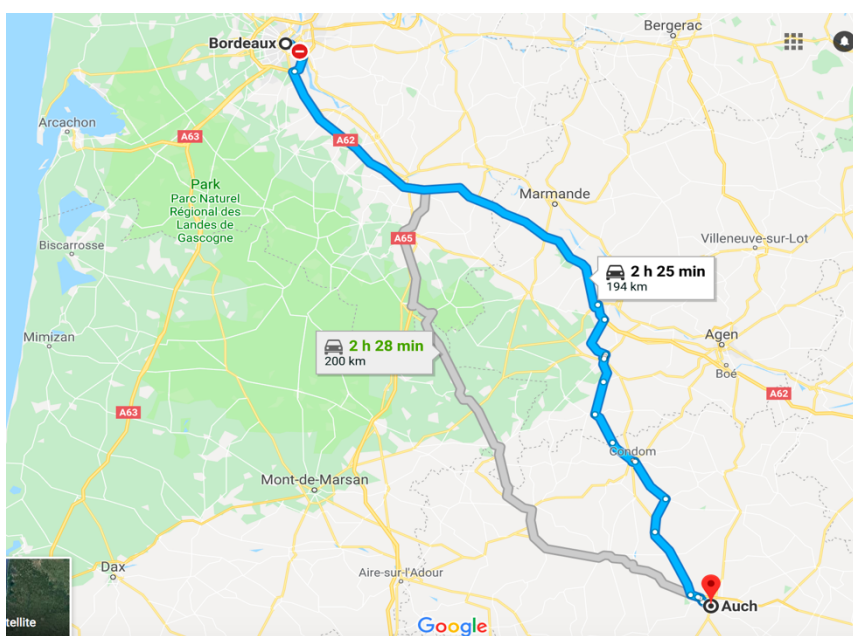 Bergerac
Bordeaux
Arcachon
A63
A62
Park
Parc Naturel
Régional des
Landes de
Gascogne
Marmande
A65
Villeneuve-sur-Lot
Biscarrosse
2 h 25 min
194 km
Mimizan
2 h 28 min
200 km
Agen
Boé
A62
A63
Condom
Mont-de-Marsan
Dax
Aire-sur-l'Adour
Auch
tellite
Google